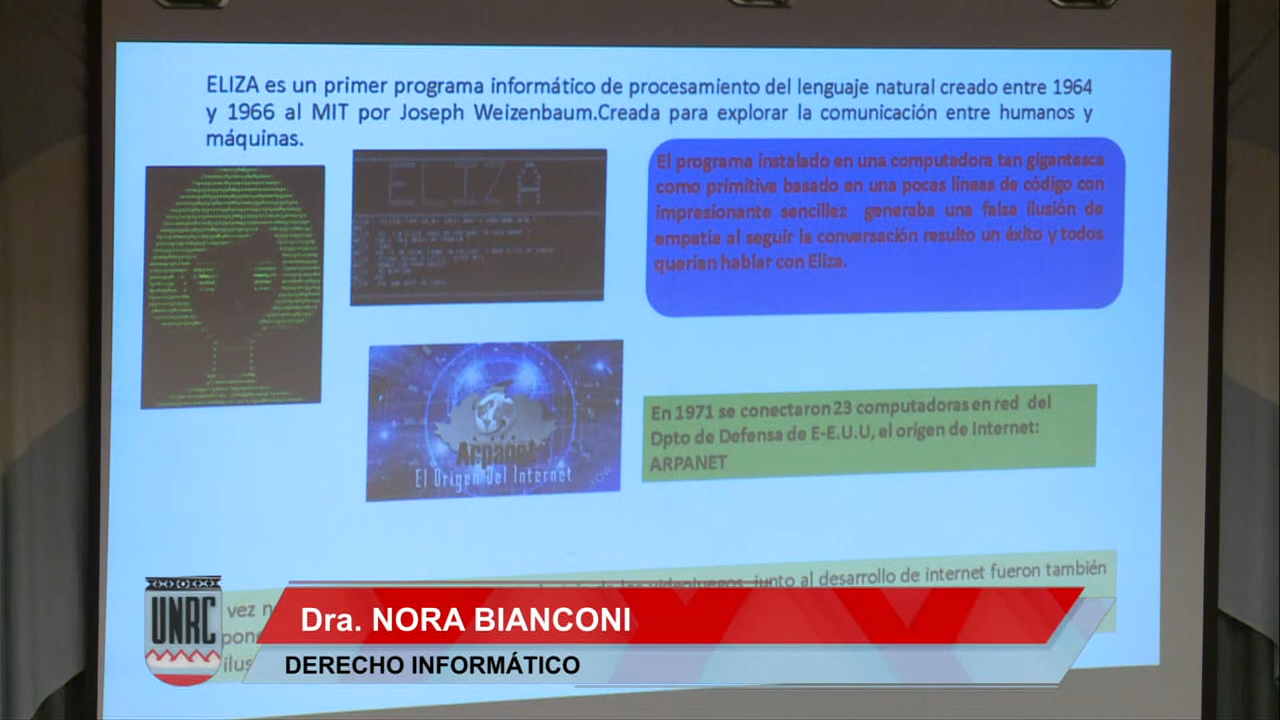 ELIZA es un primer programa informático de procesamiento del lenguaje natural creado entre 1964
y 1966 al MIT por Joseph Weizenbaum.Creada para explorar la comunicación entre humanos y
máquinas.
ELIZA
El programa instalado en una computadora tan gigantesca
como primitiva basado en una pocas líneas de código con
impresionante sencillez generaba una falsa ilusión de
empatía al seguir la conversación resulto un éxito y todos
querían hablar con Eliza.
Arpanet
El Origen Del Internet
En 1971 se conectaron 23 computadoras en red del
Dpto de Defensa de E-E.U.U, el origen de Internet:
ARPANET
videojuegos, junto al desarrollo de internet fueron también
vez
UNRC
Dra. NORA BIANCONI
DERECHO INFORMÁTICO